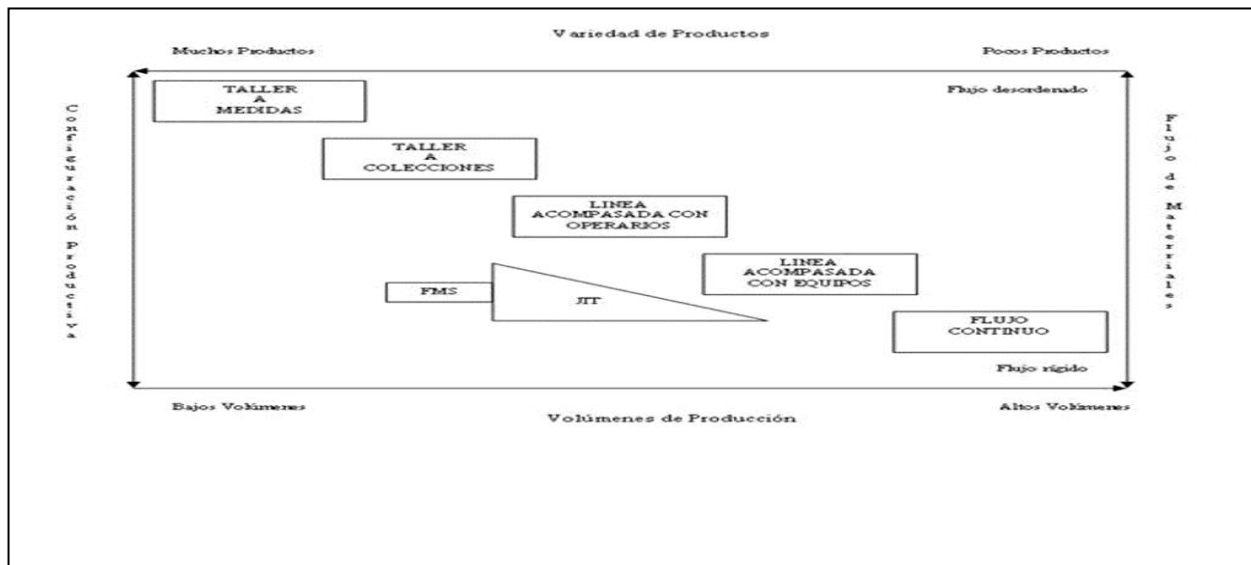 Variedad de Productos
Muchos Productos
Pocos Productos
TALLER
A
MEDIDAS
Flujo desordenado
Configuración Productiva
Flujo de Materiales
TALLER
A
COLECCIONES
LINEA
ACOMPASADA CON
OPERARIOS
LINEA
ACOMPASADA
CON EQUIPOS
FMS
JIT
FLUJO
CONTINUO
Flujo rígido
Bajos Volúmenes
Altos Volúmenes
Volúmenes de Producción